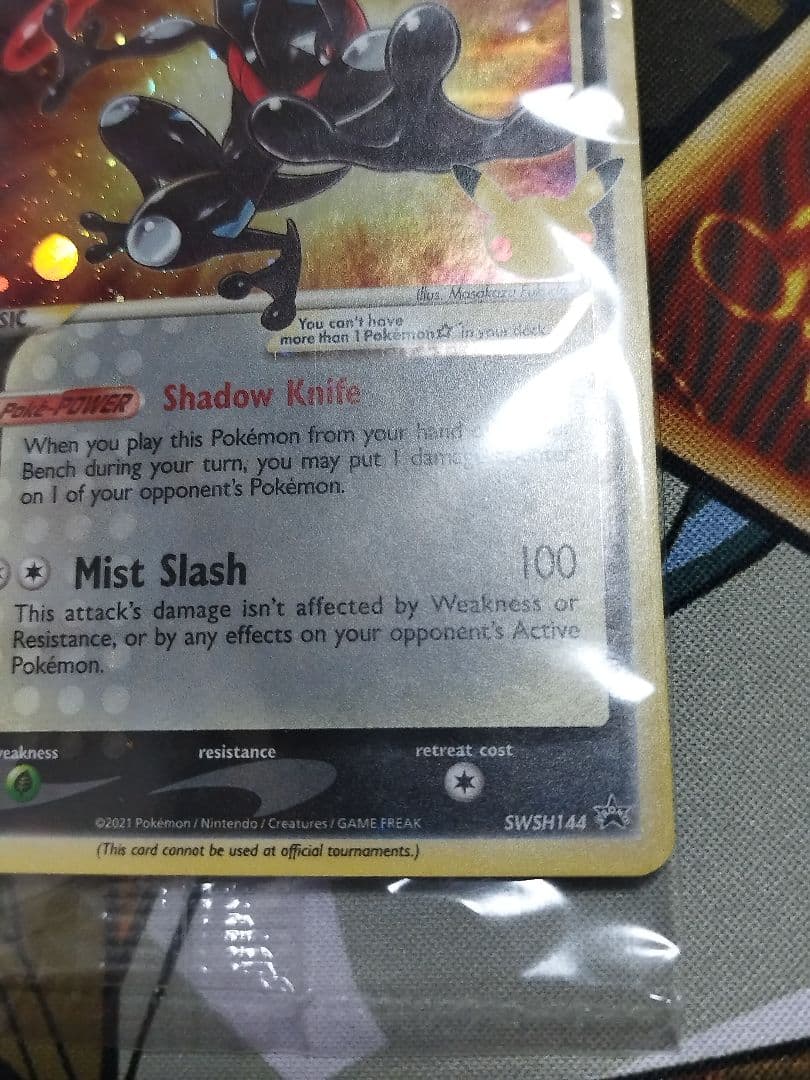 SIC
Illus. Masakazu
You can't have
more than 1 Pokémon☆ in your deck.
Poké-POWER Shadow Knife
When you play this Pokémon from your hand
Bench during your turn, you may put 1 damage
on 1 of your opponent's Pokémon.
Mist Slash 100
This attack's damage isn't affected by Weakness or
Resistance, or by any effects on your opponent's Active
Pokémon.
eakness resistance retreat cost
©2021 Pokémon / Nintendo / Creatures / GAME FREAK SWSH144
(This card cannot be used at official tournaments.)